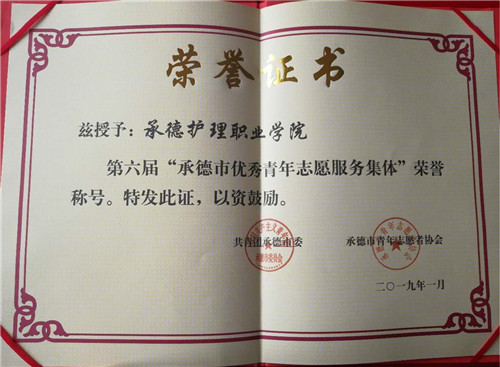 荣誉证书
兹授予：承德护理职业学院
第六届“承德市优秀青年志愿服务集体”荣誉
称号。特发此证，以资鼓励。
共青团承德市委 承德市青年志愿者协会
二〇一九年一月